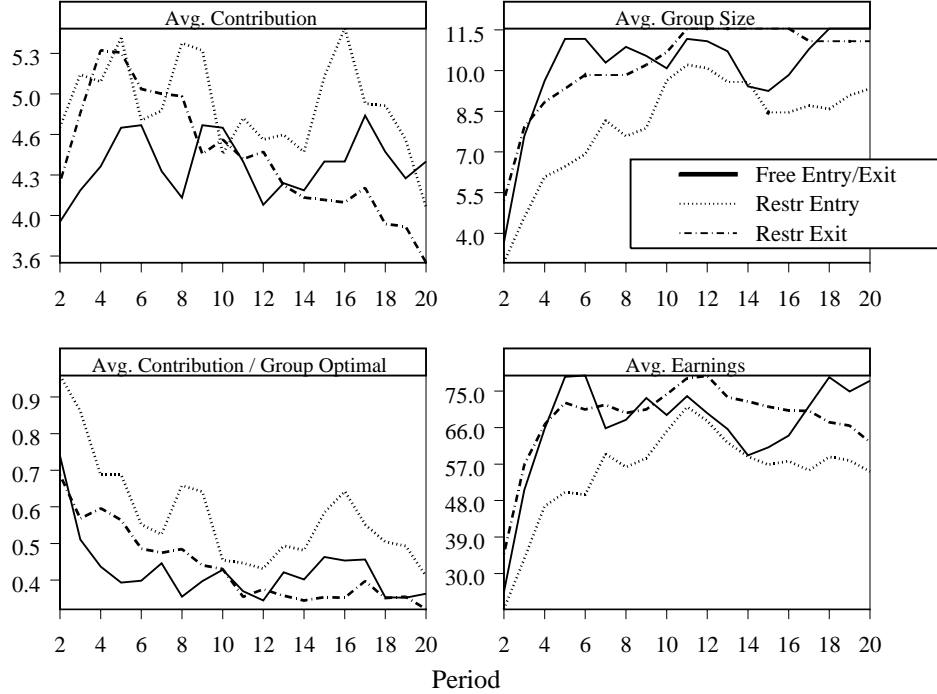 Avg. Contribution
5.3
5.0
4.6
4.3
4.0
3.6
2 4 6 8 10 12 14 16 18 20
Avg. Group Size
11.5
10.0
8.5
7.0
5.5
4.0
2 4 6 8 10 12 14 16 18 20
Free Entry/Exit
Restr Entry
Restr Exit
Avg. Contribution / Group Optimal
0.9
0.8
0.7
0.6
0.5
0.4
2 4 6 8 10 12 14 16 18 20
Avg. Earnings
75.0
66.0
57.0
48.0
39.0
30.0
2 4 6 8 10 12 14 16 18 20
Period